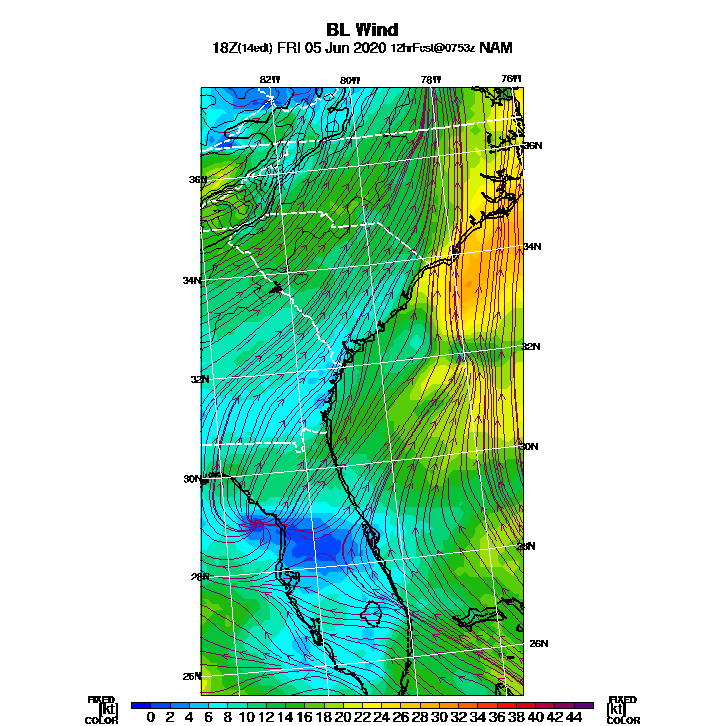 BL Wind
18Z(14edt) FRI 05 Jun 2020 12hrFcst@0753z NAM
82W 80W 78W 76W
36N
36N
34N
34N
32N
32N
30N
30N
28N
28N
26N
26N
FIXED FIXED
[kt] 0 2 4 6 8 10 12 14 16 18 20 22 24 26 28 30 32 34 36 38 40 42 44 [kt]
COLOR COLOR